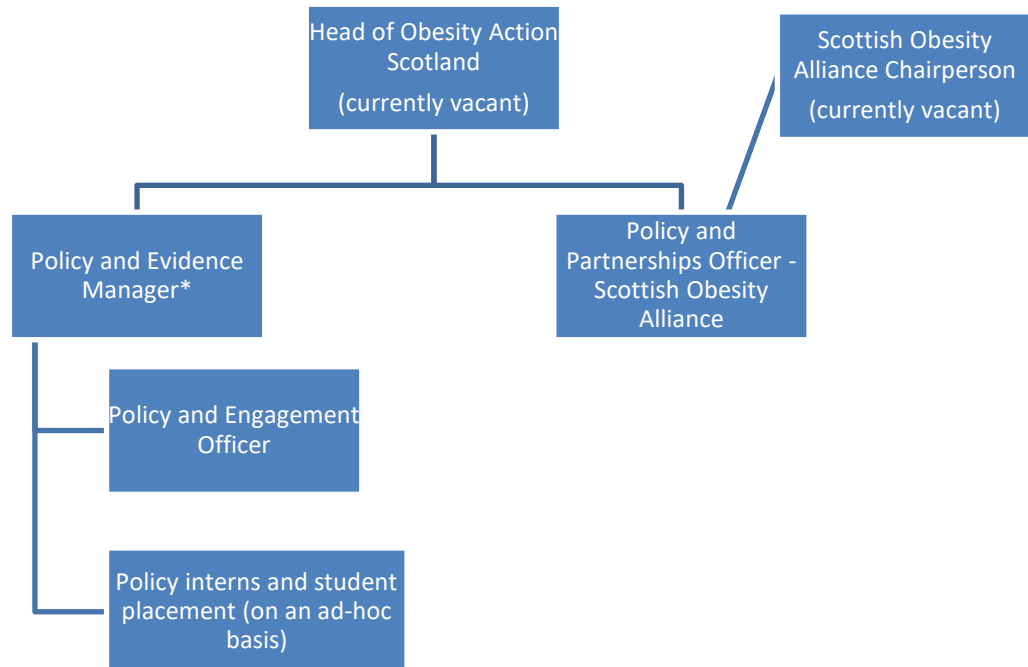 Head of Obesity Action
Scotland
(currently vacant)
Scottish Obesity
Alliance Chairperson
(currently vacant)
Policy and Evidence
Manager*
Policy and
Partnerships Officer -
Scottish Obesity
Alliance
Policy and Engagement
Officer
Policy interns and student
placement (on an ad-hoc
basis)